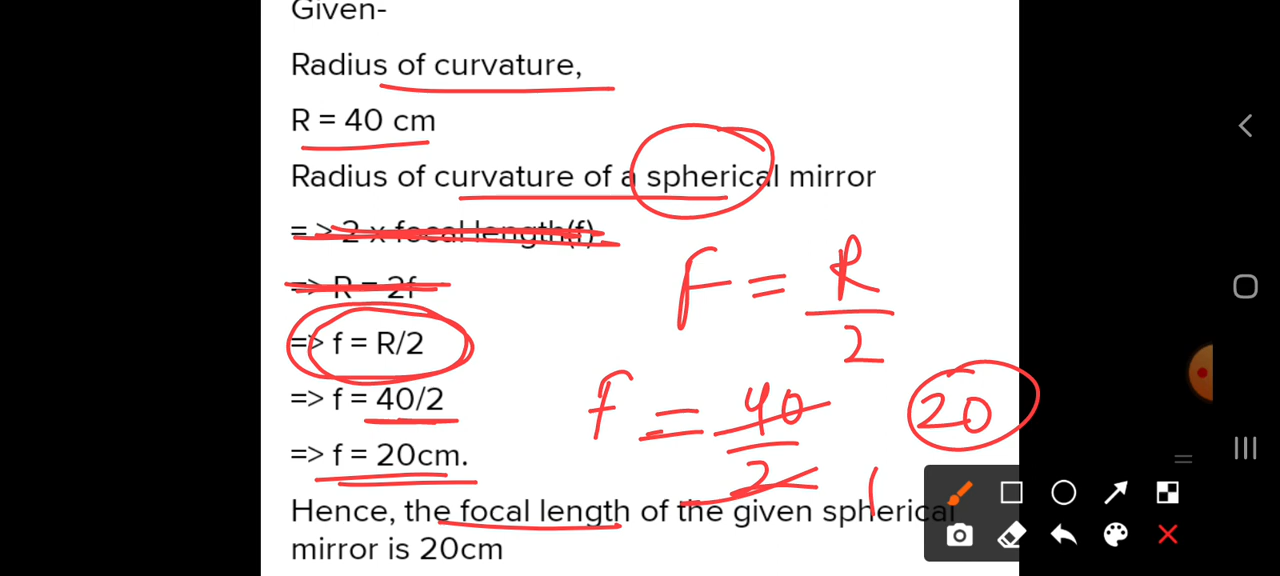 Given-
Radius of curvature,
R = 40 cm
Radius of curvature of a spherical mirror
= > 2 x focal length(f)
=> R = 2f
F = R/2
=> f = R/2
=> f = 40/2
f = 40/2 20
=> f = 20cm.
Hence, the focal length of the given spherical
mirror is 20cm